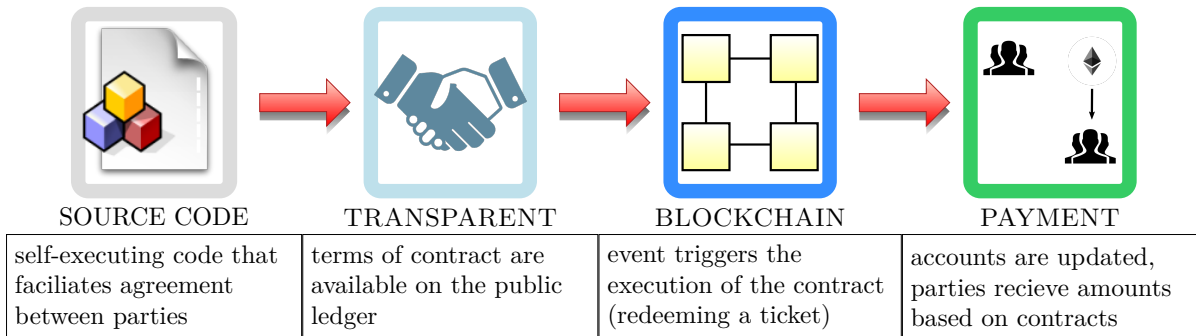 SOURCE CODE
TRANSPARENT
BLOCKCHAIN
PAYMENT
self-executing code that
faciliates agreement
between parties
terms of contract are
available on the public
ledger
event triggers the
execution of the contract
(redeeming a ticket)
accounts are updated,
parties recieve amounts
based on contracts